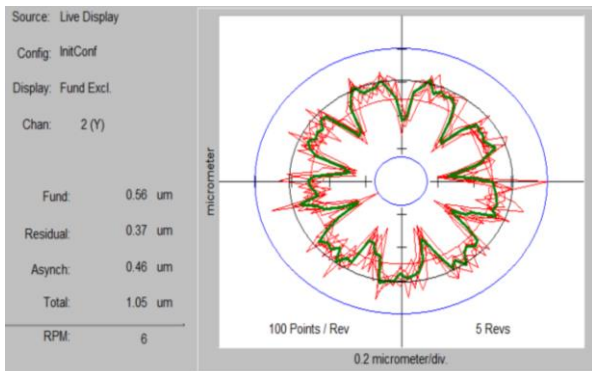 Source: Live Display
Config: InitConf
Display: Fund Excl.
Chan: 2 (Y)
Fund: 0.56 um
Residual: 0.37 um
Asynch: 0.46 um
Total: 1.05 um
RPM: 6
micrometer
100 Points / Rev 5 Revs
0.2 micrometer/div.